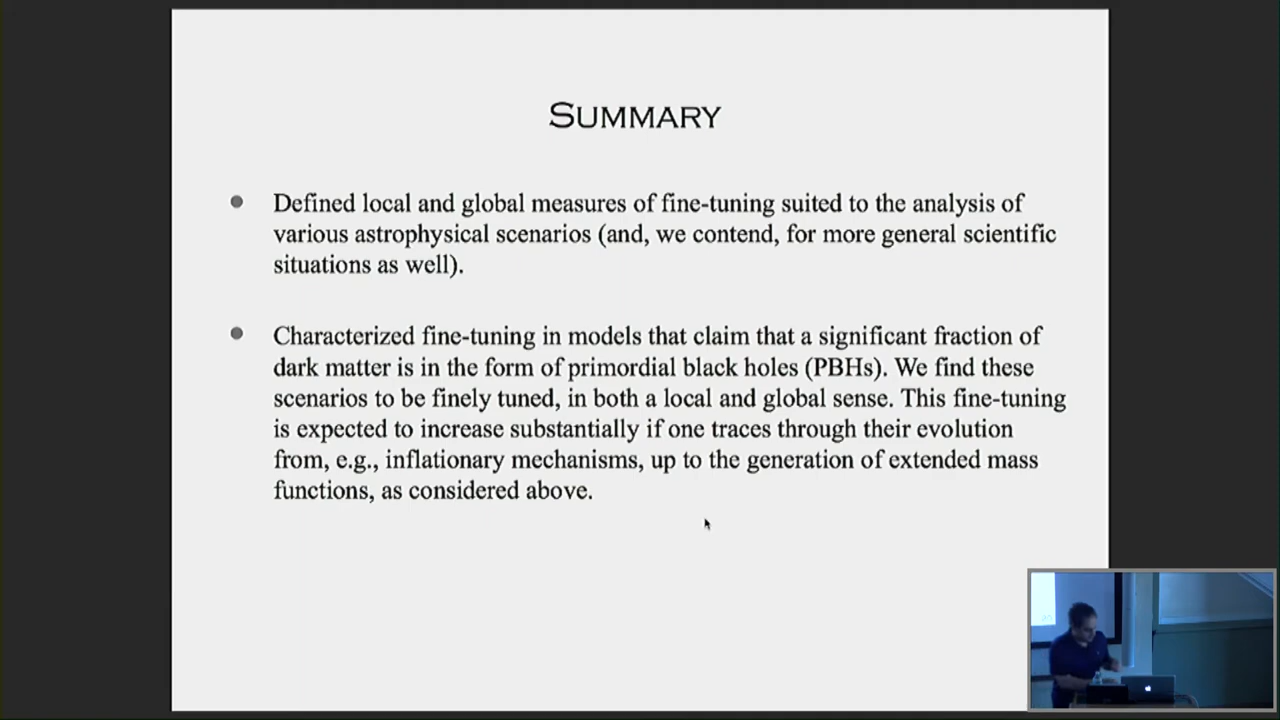 SUMMARY
Defined local and global measures of fine-tuning suited to the analysis of
various astrophysical scenarios (and, we contend, for more general scientific
situations as well).
Characterized fine-tuning in models that claim that a significant fraction of
dark matter is in the form of primordial black holes (PBHs). We find these
scenarios to be finely tuned, in both a local and global sense. This fine-tuning
is expected to increase substantially if one traces through their evolution
from, e.g., inflationary mechanisms, up to the generation of extended mass
functions, as considered above.